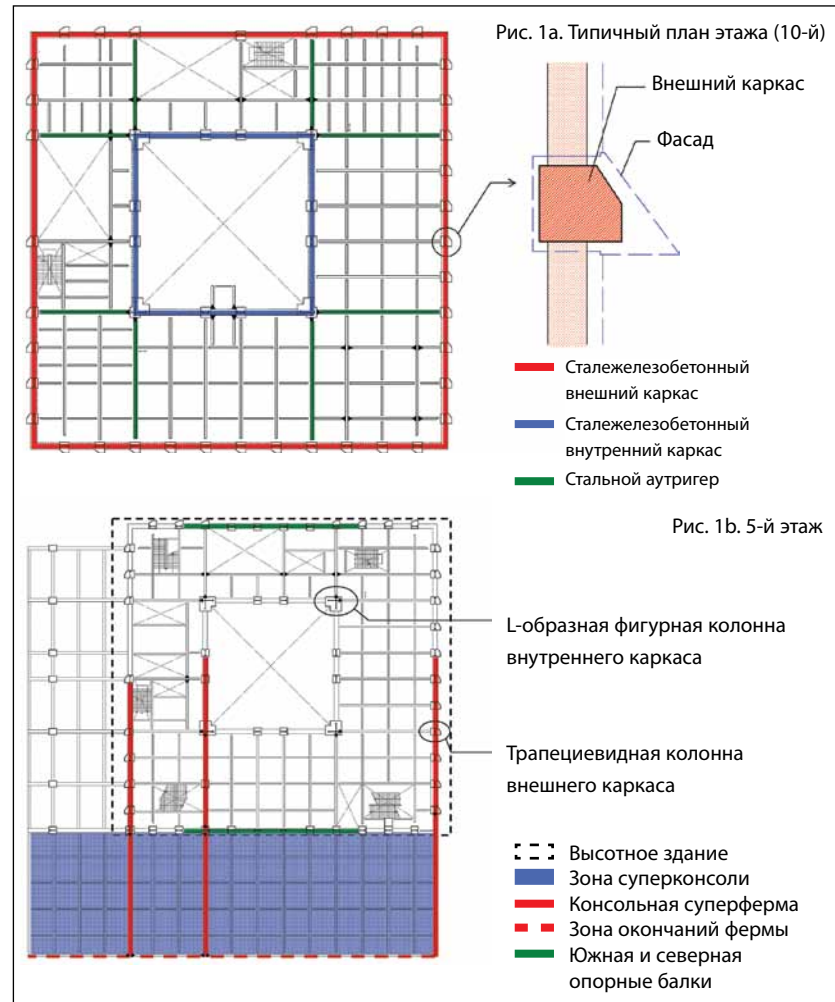 Рис. 1a. Типичный план этажа (10-й)
Внешний каркас
Фасад
Сталежелезобетонный
внешний каркас
Сталежелезобетонный
внутренний каркас
Стальной аутригер
Рис. 1b. 5-й этаж
L-образная фигурная колонна
внутреннего каркаса
Трапециевидная колонна
внешнего каркаса
Высотное здание
Зона суперконсоли
Консольная суперферма
Зона окончаний фермы
Южная и северная
опорные балки